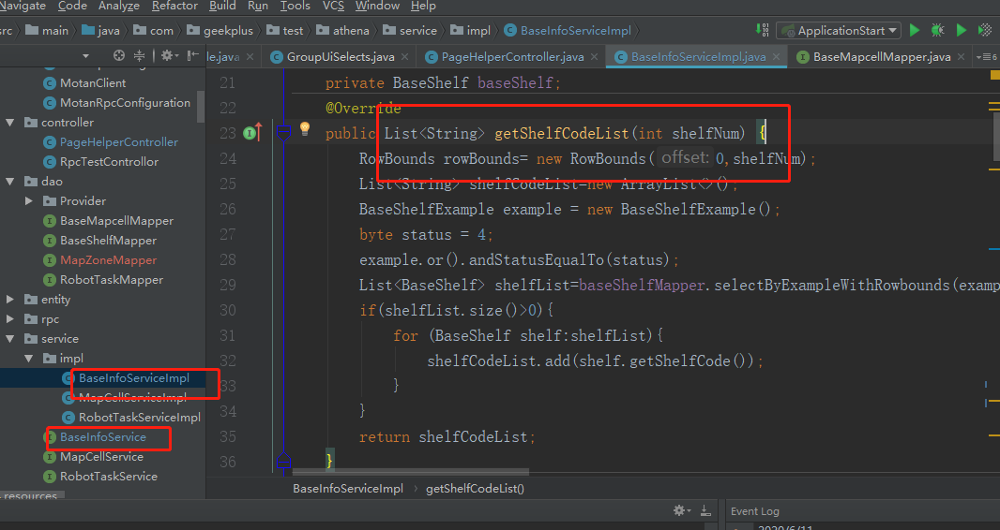 Navigate Code Analyze Refactor Build Run Tools VCS Window Help
src main java com geekplus test athena service impl BaseInfoServiceImpl ApplicationStart
le.java GroupUiSelects.java PageHelperController.java BaseInfoServiceImpl.java BaseMapcellMapper.java
MotanClient
MotanRpcConfiguration
controller
PageHelperController
RpcTestControllor
dao
Provider
BaseMapcellMapper
BaseShelfMapper
MapZoneMapper
RobotTaskMapper
entity
rpc
service
impl
BaseInfoServiceImpl
MapCellServiceImpl
RobotTaskServiceImpl
BaseInfoService
MapCellService
RobotTaskService
resources
21 private BaseShelf baseShelf;
22 @Override
23 public List<String> getShelfCodeList(int shelfNum) {
24 RowBounds rowBounds= new RowBounds( offset: 0,shelfNum);
25 List<String> shelfCodeList=new ArrayList<>();
26 BaseShelfExample example = new BaseShelfExample();
27 byte status = 4;
28 example.or().andStatusEqualTo(status);
29 List<BaseShelf> shelfList=baseShelfMapper.selectByExampleWithRowbounds(examp
30 if(shelfList.size()>0){
31 for (BaseShelf shelf:shelfList){
32 shelfCodeList.add(shelf.getShelfCode());
33 }
34 }
35 return shelfCodeList;
36 }
BaseInfoServiceImpl › getShelfCodeList()
Event Log
2020/6/11